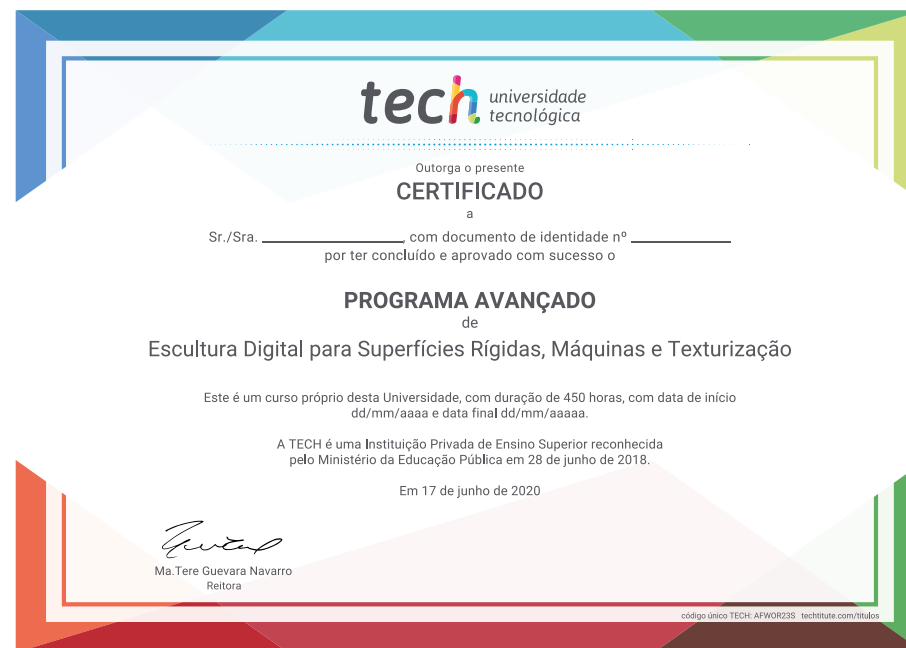 tech universidade
tecnológica
Outorga o presente
CERTIFICADO
a
Sr./Sra. ____________, com documento de identidade nº ____________
por ter concluído e aprovado com sucesso o
PROGRAMA AVANÇADO
de
Escultura Digital para Superfícies Rígidas, Máquinas e Texturização
Este é um curso próprio desta Universidade, com duração de 450 horas, com data de início
dd/mm/aaaa e data final dd/mm/aaaaa.
A TECH é uma Instituição Privada de Ensino Superior reconhecida
pelo Ministério da Educação Pública em 28 de junho de 2018.
Em 17 de junho de 2020
Ma.Tere Guevara Navarro
Reitora
código único TECH: AFWOR23S techtitute.com/titulos